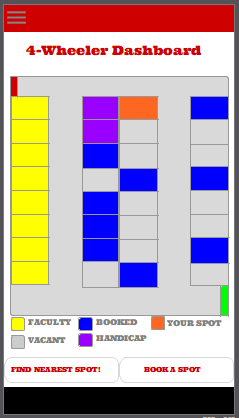 4-Wheeler Dashboard
FACULTY BOOKED YOUR SPOT
VACANT HANDICAP
FIND NEAREST SPOT! BOOK A SPOT